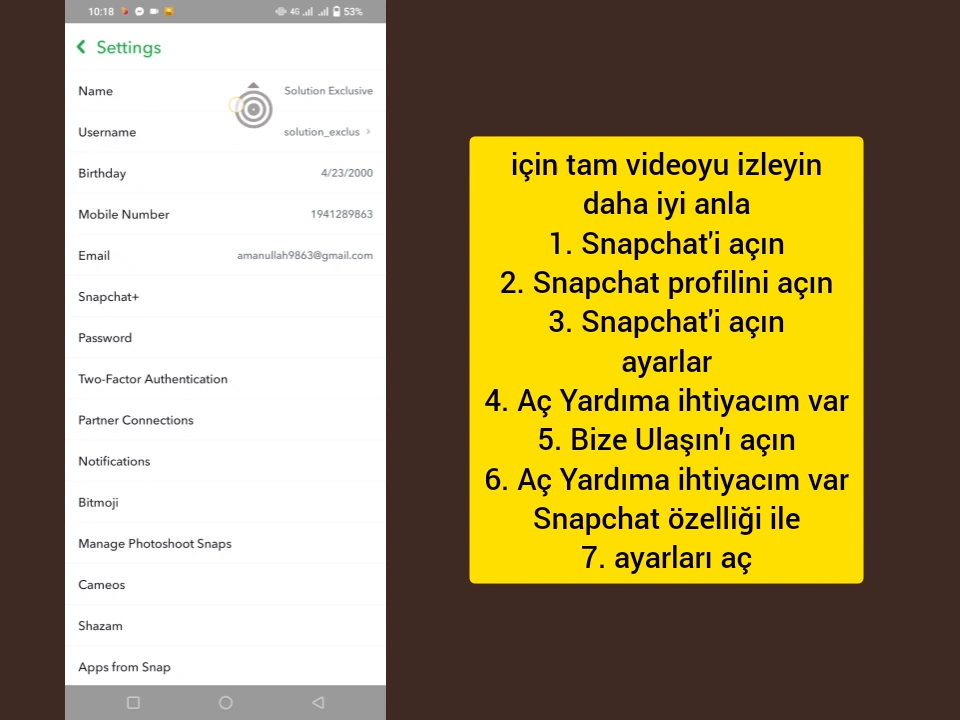 10:18
4G
53%
Settings
Name Solution Exclusive
Username solution_exclus
Birthday 4/23/2000
Mobile Number 1941289863
Email amanullah9863@gmail.com
Snapchat+
Password
Two-Factor Authentication
Partner Connections
Notifications
Bitmoji
Manage Photoshoot Snaps
Cameos
Shazam
Apps from Snap
için tam videoyu izleyin
daha iyi anla
1. Snapchat'i açın
2. Snapchat profilini açın
3. Snapchat'i açın
ayarlar
4. Aç Yardıma ihtiyacım var
5. Bize Ulaşın'ı açın
6. Aç Yardıma ihtiyacım var
Snapchat özelliği ile
7. ayarları aç